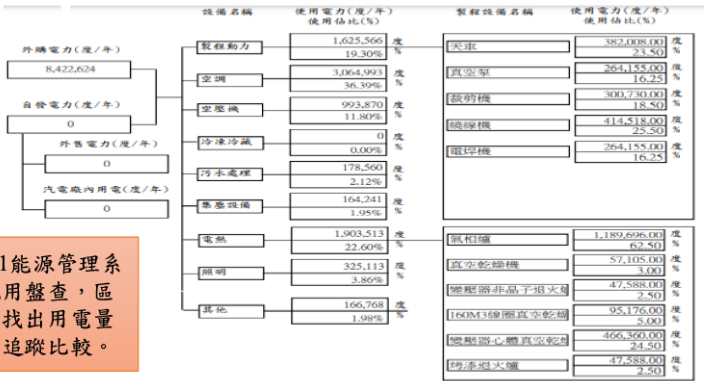 設備名稱
使用電力(度/年)
使用佔比(%)
製程設備名稱
使用電力(度/年)
使用佔比(%)
外購電力(度/年)
8,422,624
自發電力(度/年)
0
外售電力(度/年)
0
汽電廠內用電(度/年)
0
製程動力
1,625,566 度
19.30% %
空調
3,064,993 度
36.39% %
空壓機
993,870 度
11.80% %
冷凍冷藏
0 度
0.00% %
污水處理
178,560 度
2.12% %
集塵設備
164,241 度
1.95% %
電熱
1,903,513 度
22.60% %
照明
325,113 度
3.86% %
其他
166,768 度
1.98% %
天車
382,008.00 度
23.50 %
真空泵
264,155.00 度
16.25 %
裁剪機
300,730.00 度
18.50 %
繞線機
414,518.00 度
25.50 %
電焊機
264,155.00 度
16.25 %
氣相爐
1,189,696.00 度
62.50 %
真空乾燥機
57,105.00 度
3.00 %
變壓器非晶子退火爐
47,588.00 度
2.50 %
160M3線圈真空乾燥
95,176.00 度
5.00 %
變壓器心體真空乾燥
466,360.00 度
24.50 %
烤漆退火爐
47,588.00 度
2.50 %
1能源管理系
用盤查，區
找出用電量
追蹤比較。